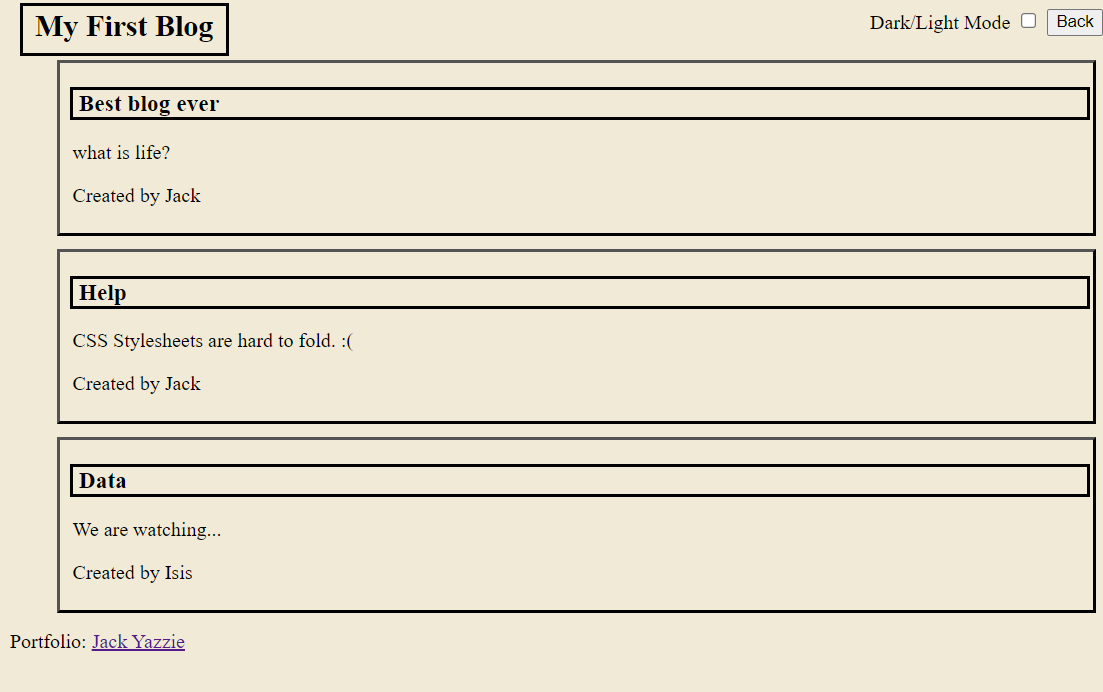 My First Blog
Dark/Light Mode Back
Best blog ever
what is life?
Created by Jack
Help
CSS Stylesheets are hard to fold. :(
Created by Jack
Data
We are watching...
Created by Isis
Portfolio: Jack Yazzie